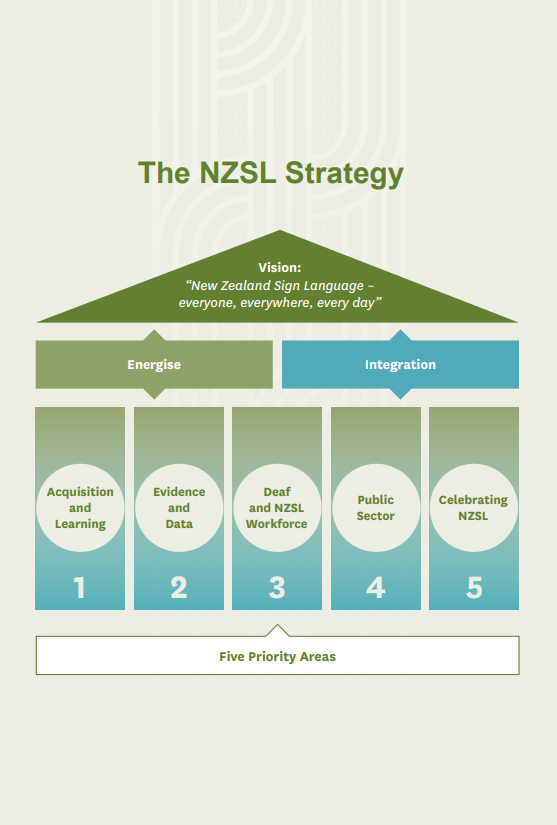 The NZSL Strategy
Vision:
“New Zealand Sign Language –
everyone, everywhere, every day”
Energise
Integration
Acquisition
and
Learning
1
Evidence
and
Data
2
Deaf
and NZSL
Workforce
3
Public
Sector
4
Celebrating
NZSL
5
Five Priority Areas